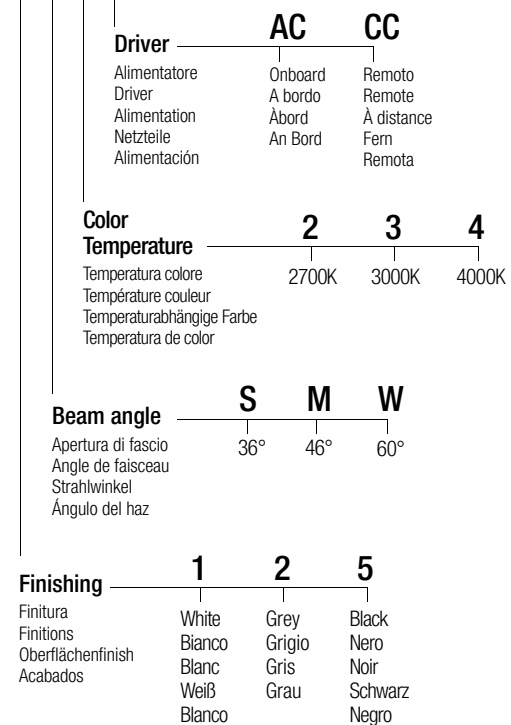 AC CC
Driver
Alimentatore Onboard Remoto
Driver A bordo Remote
Alimentation Àbord À distance
Netzteile An Bord Fern
Alimentación Remota
Color
Temperature 2 3 4
Temperatura colore 2700K 3000K 4000K
Température couleur
Temperaturabhängige Farbe
Temperatura de color
S M W
Beam angle
Apertura di fascio 36° 46° 60°
Angle de faisceau
Strahlwinkel
Ángulo del haz
1 2 5
Finishing
Finitura White Grey Black
Finitions Bianco Grigio Nero
Oberflächenfinish Blanc Gris Noir
Acabados Weiß Grau Schwarz
Blanco Negro